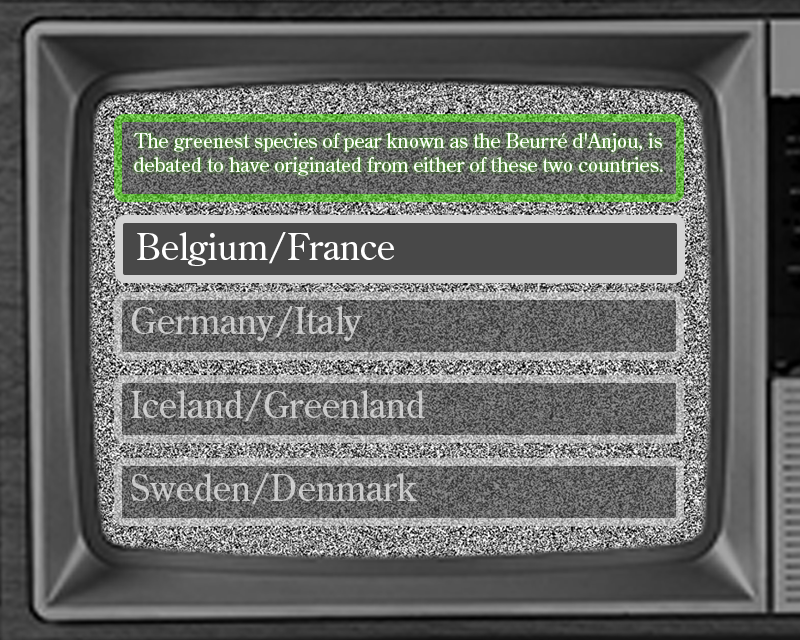 The greenest species of pear known as the Beurré d'Anjou, is
debated to have originated from either of these two countries.
Belgium/France
Germany/Italy
Iceland/Greenland
Sweden/Denmark